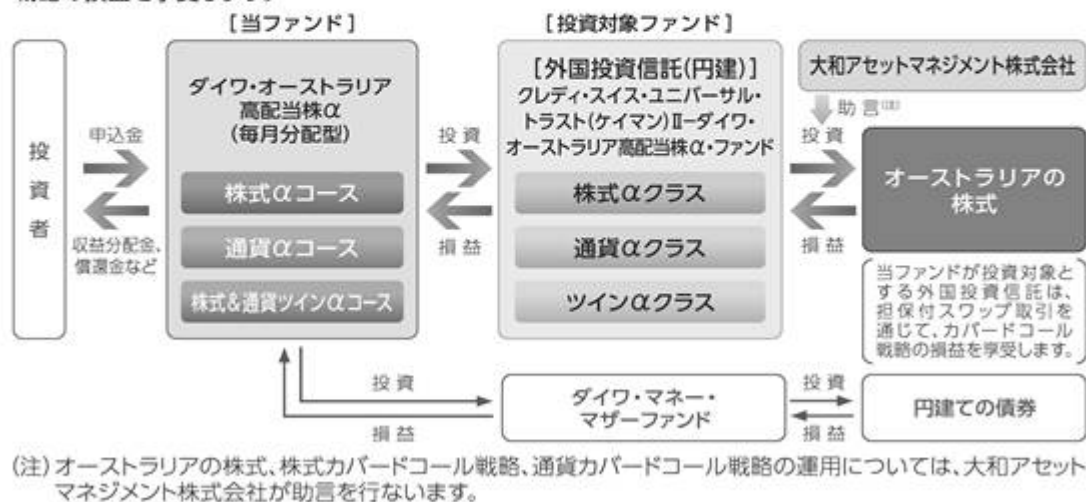 [当ファンド]
[投資対象ファンド]
投資者
申込金
収益分配金、
償還金など
ダイワ・オーストラリア
高配当株α
(毎月分配型)
株式αコース
通貨αコース
株式&通貨ツインαコース
投資
損益
[外国投資信託(円建)]
クレディ・スイス・ユニバーサル・
トラスト(ケイマン)Ⅱ-ダイワ・
オーストラリア高配当株α・ファンド
株式αクラス
通貨αクラス
ツインαクラス
大和アセットマネジメント株式会社
助言(注)
投資
損益
オーストラリアの
株式
当ファンドが投資対象と
する外国投資信託は、
担保付スワップ取引を
通じて、カバードコール
戦略の損益を享受します。
投資
損益
ダイワ・マネー・
マザーファンド
投資
損益
円建ての債券
(注)オーストラリアの株式、株式カバードコール戦略、通貨カバードコール戦略の運用については、大和アセット
マネジメント株式会社が助言を行ないます。